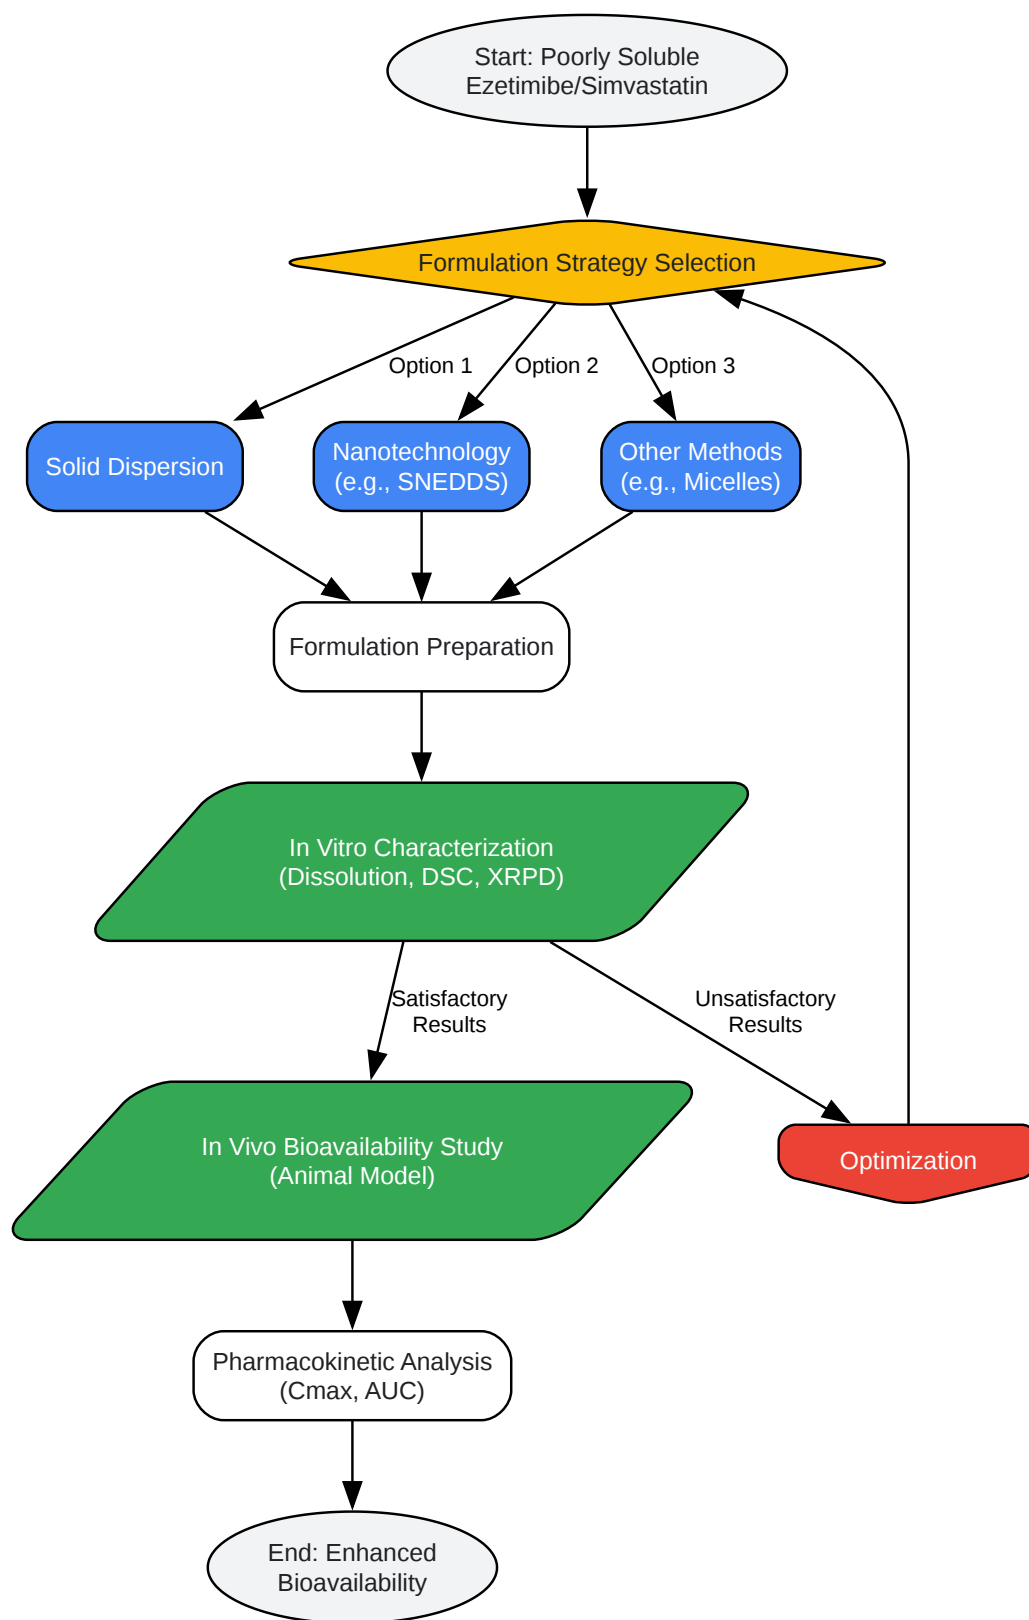 Start: Poorly Soluble
Ezetimibe/Simvastatin
Formulation Strategy Selection
Option 1
Option 2
Option 3
Solid Dispersion
Nanotechnology
(e.g., SNEDDS)
Other Methods
(e.g., Micelles)
Formulation Preparation
In Vitro Characterization
(Dissolution, DSC, XRPD)
Satisfactory
Results
Unsatisfactory
Results
In Vivo Bioavailability Study
(Animal Model)
Optimization
Pharmacokinetic Analysis
(Cmax, AUC)
End: Enhanced
Bioavailability